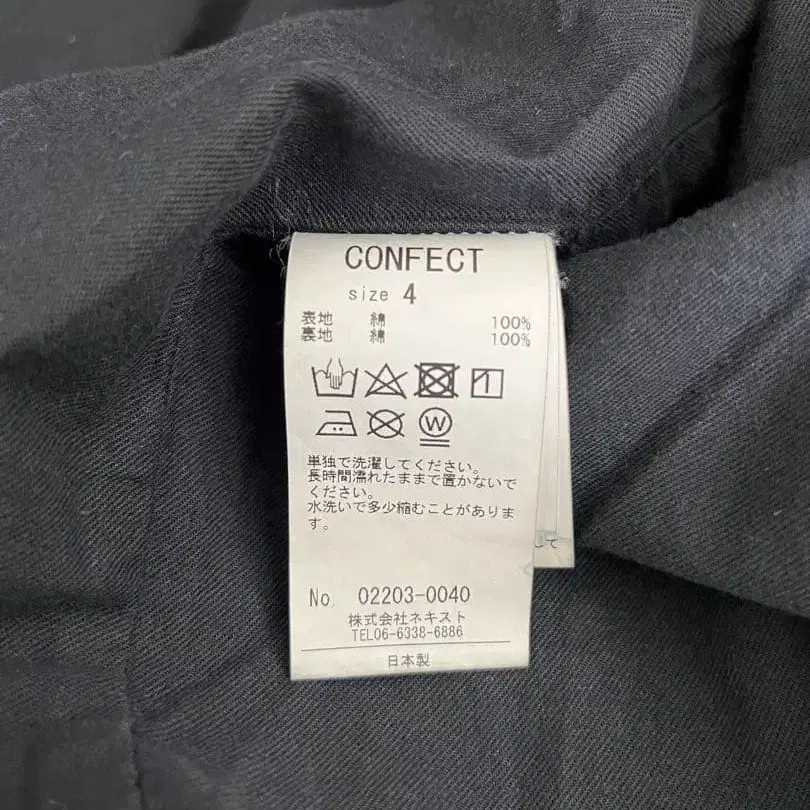 CONFECT
size 4
表地 綿 100%
裏地 綿 100%
W
単独で洗濯してください。
長時間濡れたままで置かないで
ください。
水洗いで多少縮むことがありま
す。
して
No. 02203-0040
株式会社ネキスト
TEL06-6338-6886
日本製